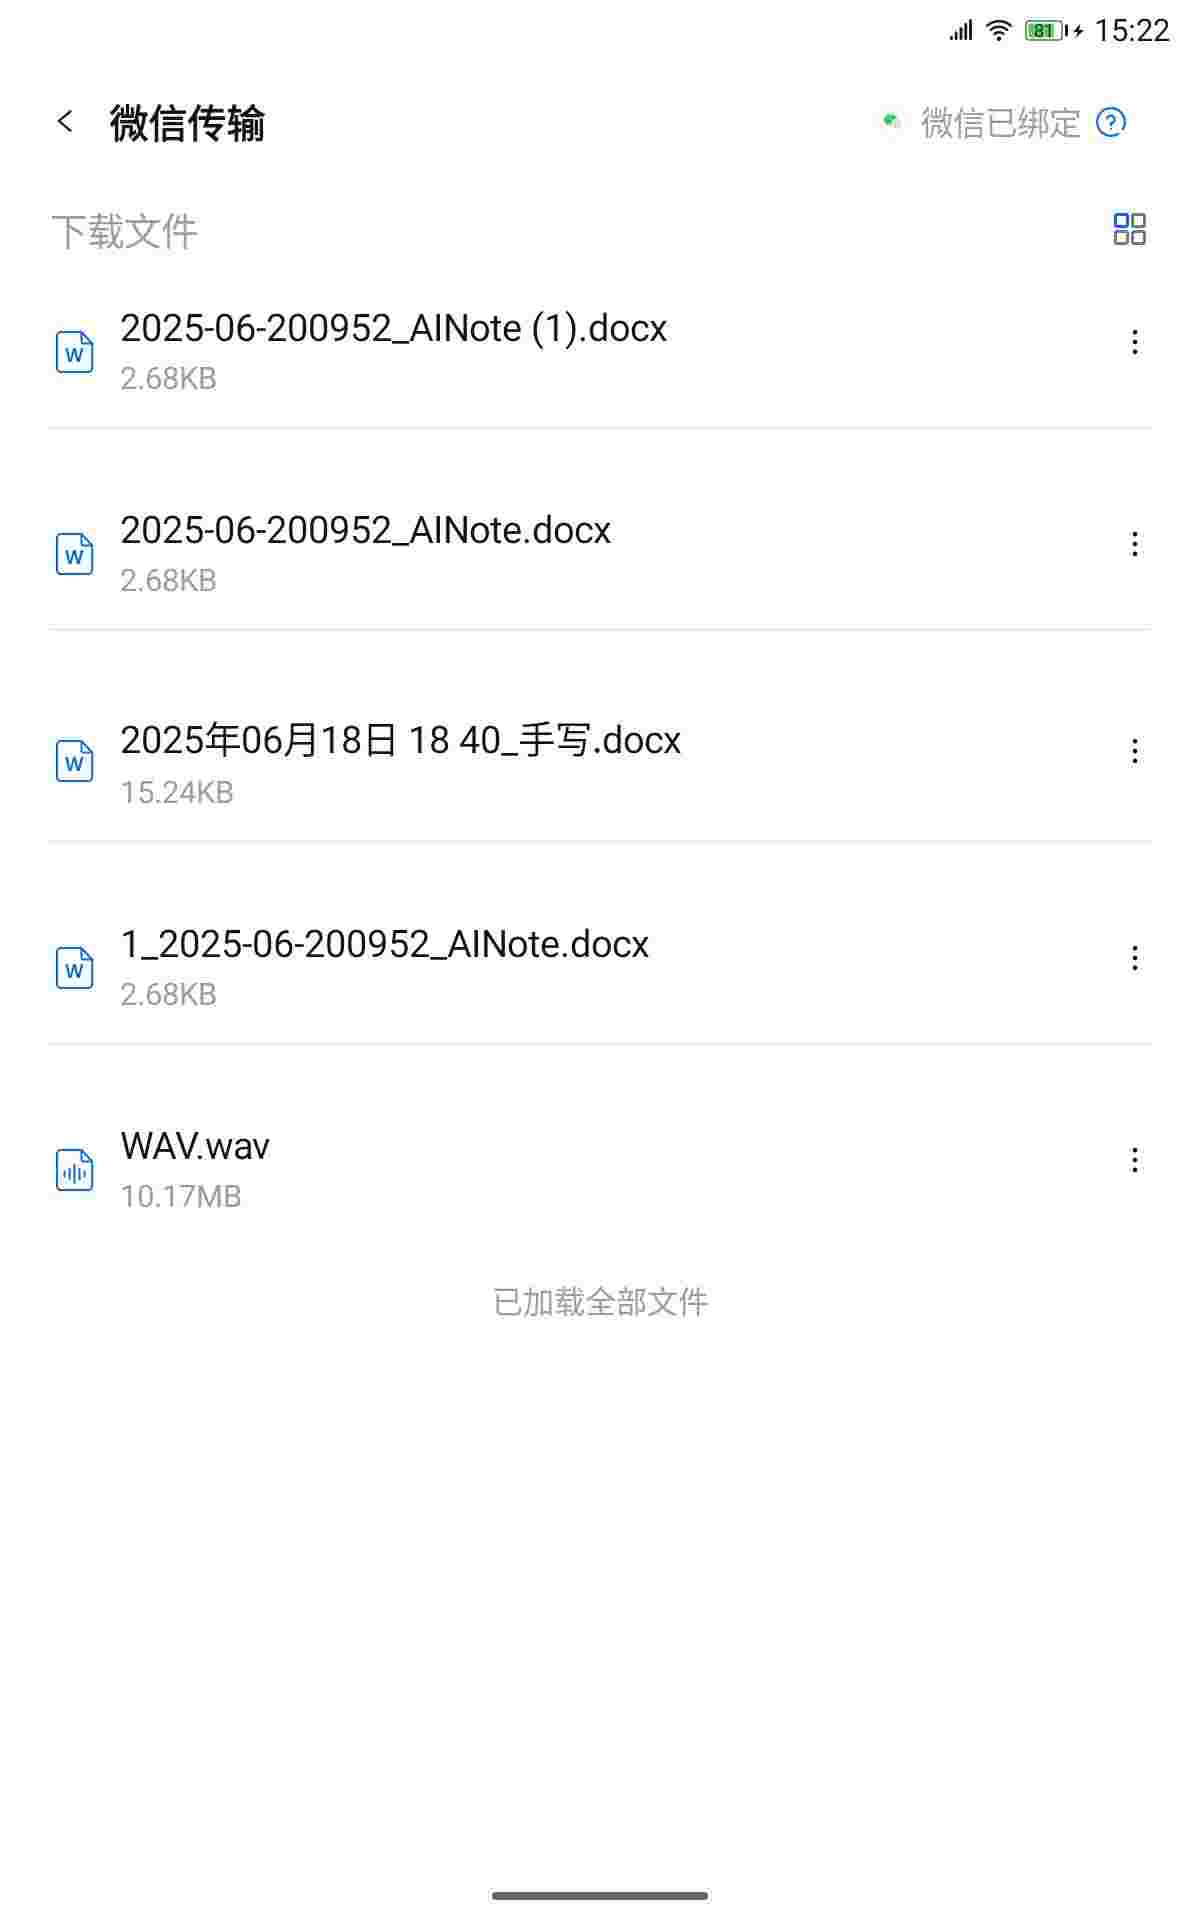 81 15:22
微信传输
微信已绑定
下载文件
2025-06-200952_AINote (1).docx
2.68KB
2025-06-200952_AINote.docx
2.68KB
2025年06月18日 18 40_手写.docx
15.24KB
1_2025-06-200952_AINote.docx
2.68KB
WAV.wav
10.17MB
已加载全部文件